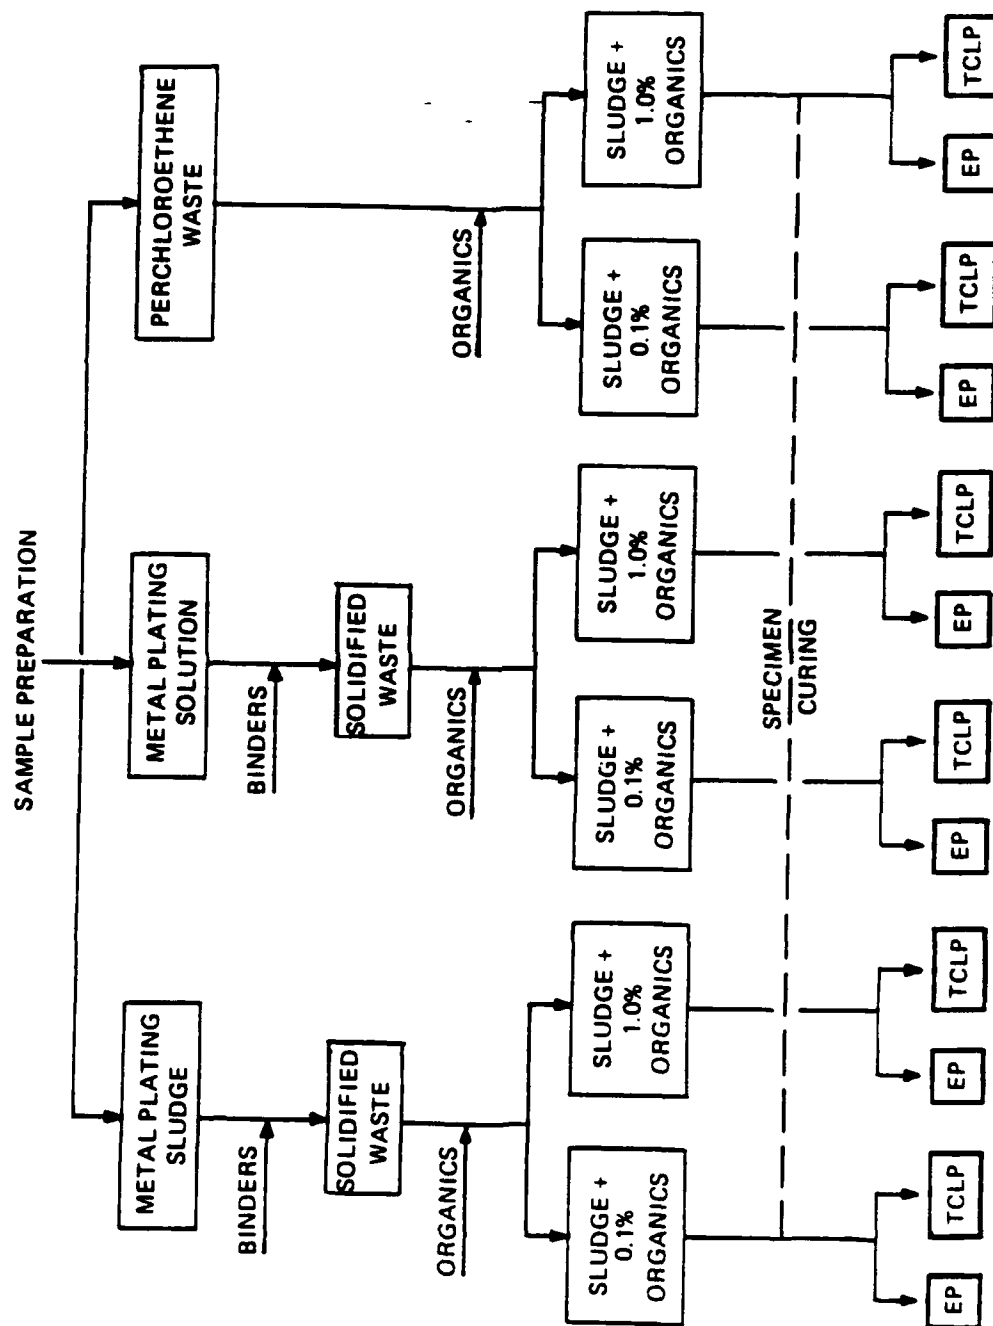 SAMPLE PREPARATION
METAL PLATING
SLUDGE
METAL PLATING
SOLUTION
PERCHLOROETHENE
WASTE
BINDERS
BINDERS
SOLIDIFIED
WASTE
SOLIDIFIED
WASTE
ORGANICS
ORGANICS
ORGANICS
SLUDGE +
0.1%
ORGANICS
SLUDGE +
1.0%
ORGANICS
SLUDGE +
0.1%
ORGANICS
SLUDGE +
1.0%
ORGANICS
SLUDGE +
0.1%
ORGANICS
SLUDGE +
1.0%
ORGANICS
SPECIMEN
CURING
EP
TCLP
EP
TCLP
EP
TCLP
EP
TCLP
EP
TCLP
EP
TCLP